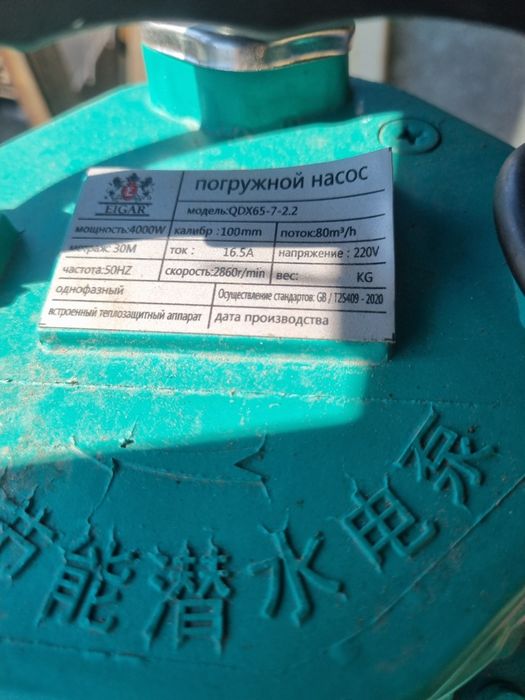 EIGAR
погружной насос
модель:QDX65-7-2.2
мощность:4000W калибр :100mm поток:80m³/h
метраж: 30M ток : 16.5A напряжение : 220V
частота:50HZ скорость:2860r/min вес: KG
однофазный Осуществление стандартов: GB / T25409 - 2020
встроенный теплозащитный аппарат дата производства
节能潜水电泵